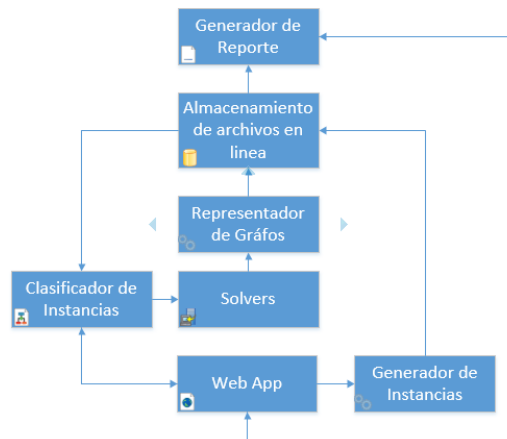 Generador de
Reporte
Almacenamiento
de archivos en
linea
Representador
de Gráfos
Clasificador de
Instancias
Solvers
Web App
Generador de
Instancias